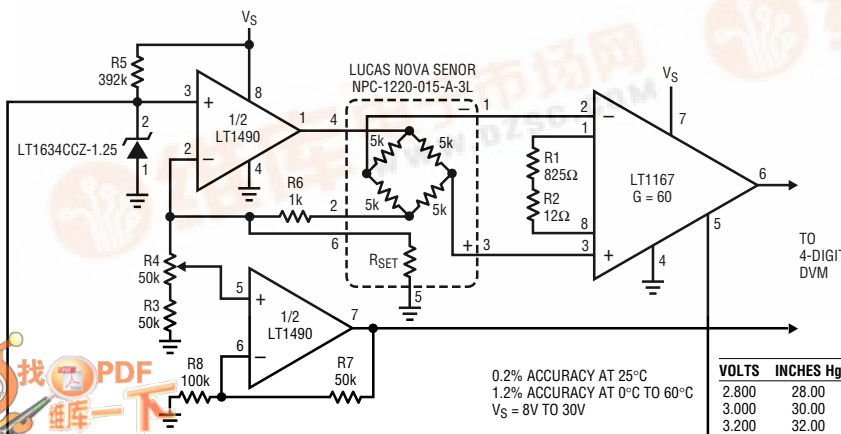 VS
R5
392k
3
+
8
1/2
LT1490
1
2
−
4
2
LT1634CCZ-1.25
1
LUCAS NOVA SENOR
NPC-1220-015-A-3L
4
− 1
5k
5k
5k
5k
R6
1k
2
6
+ 3
RSET
5
VS
7
2
−
1
R1
825Ω
R2
12Ω
LT1167
G = 60
6
8
3
+
4
5
TO
4-DIGIT
DVM
R4
50k
R3
50k
5
+
1/2
LT1490
7
6
−
R8
100k
R7
50k
0.2% ACCURACY AT 25°C
1.2% ACCURACY AT 0°C TO 60°C
VS = 8V TO 30V
VOLTS INCHES Hg
2.800 28.00
3.000 30.00
3.200 32.00
找PDF
维库一下
WWW.DZSC.COM